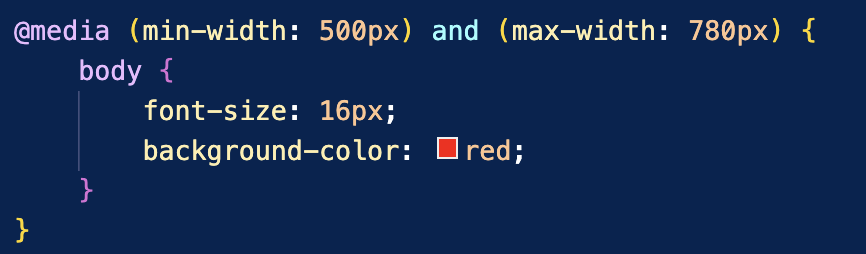 @media (min-width: 500px) and (max-width: 780px) {
    body {
        font-size: 16px;
        background-color: red;
    }
}